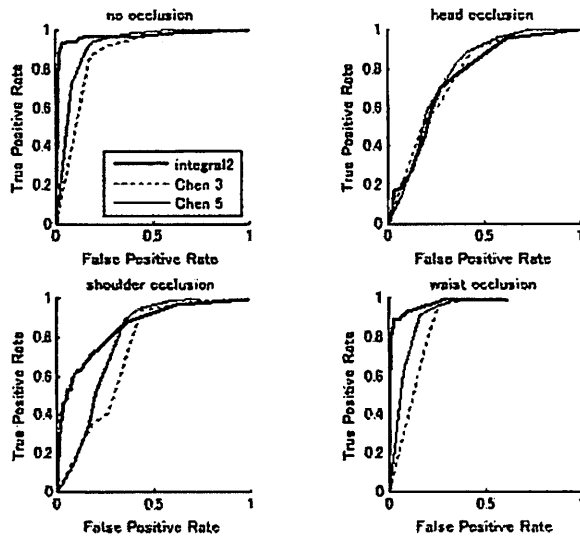 no occlusion
True Positive Rate
1
0.8
0.6
0.4
0.2
0
0
0.5
1
False Positive Rate
integral2
Chen 3
Chen 5
head occlusion
True Positive Rate
1
0.8
0.6
0.4
0.2
0
0
0.5
1
False Positive Rate
shoulder occlusion
True Positive Rate
1
0.8
0.6
0.4
0.2
0
0
0.5
1
False Positive Rate
waist occlusion
True Positive Rate
1
0.8
0.6
0.4
0.2
0
0
0.5
1
False Positive Rate